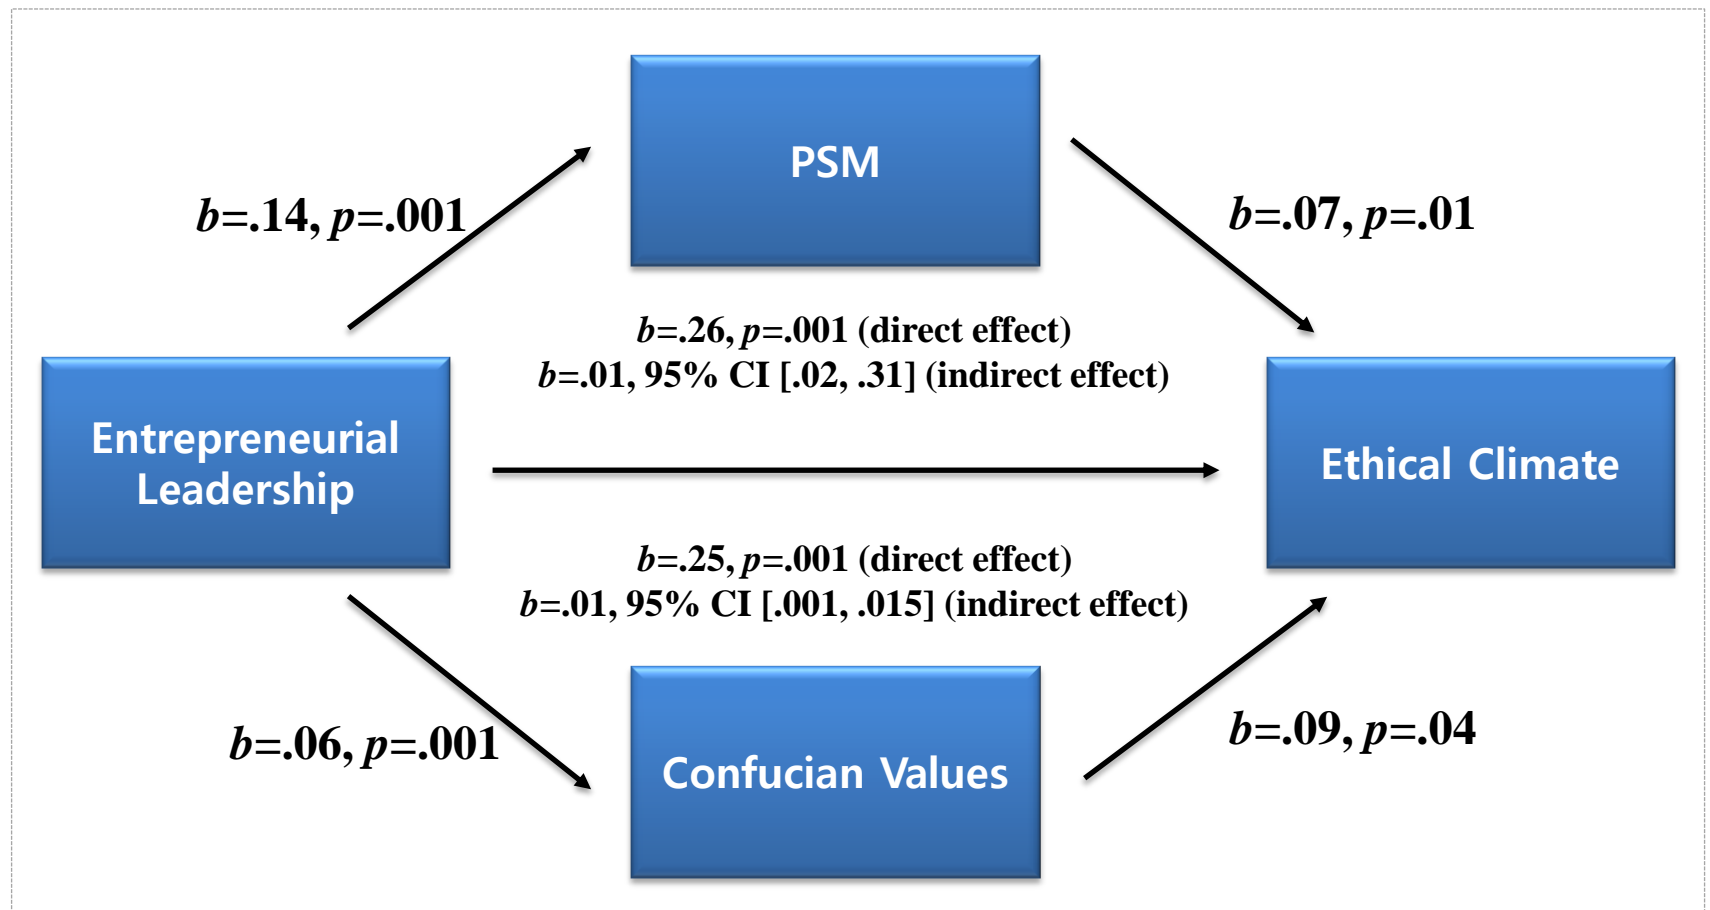 PSM
b=.14, p=.001
b=.07, p=.01
b=.26, p=.001 (direct effect)
b=.01, 95% CI [.02, .31] (indirect effect)
Entrepreneurial
Leadership
Ethical Climate
b=.25, p=.001 (direct effect)
b=.01, 95% CI [.001, .015] (indirect effect)
b=.06, p=.001
b=.09, p=.04
Confucian Values